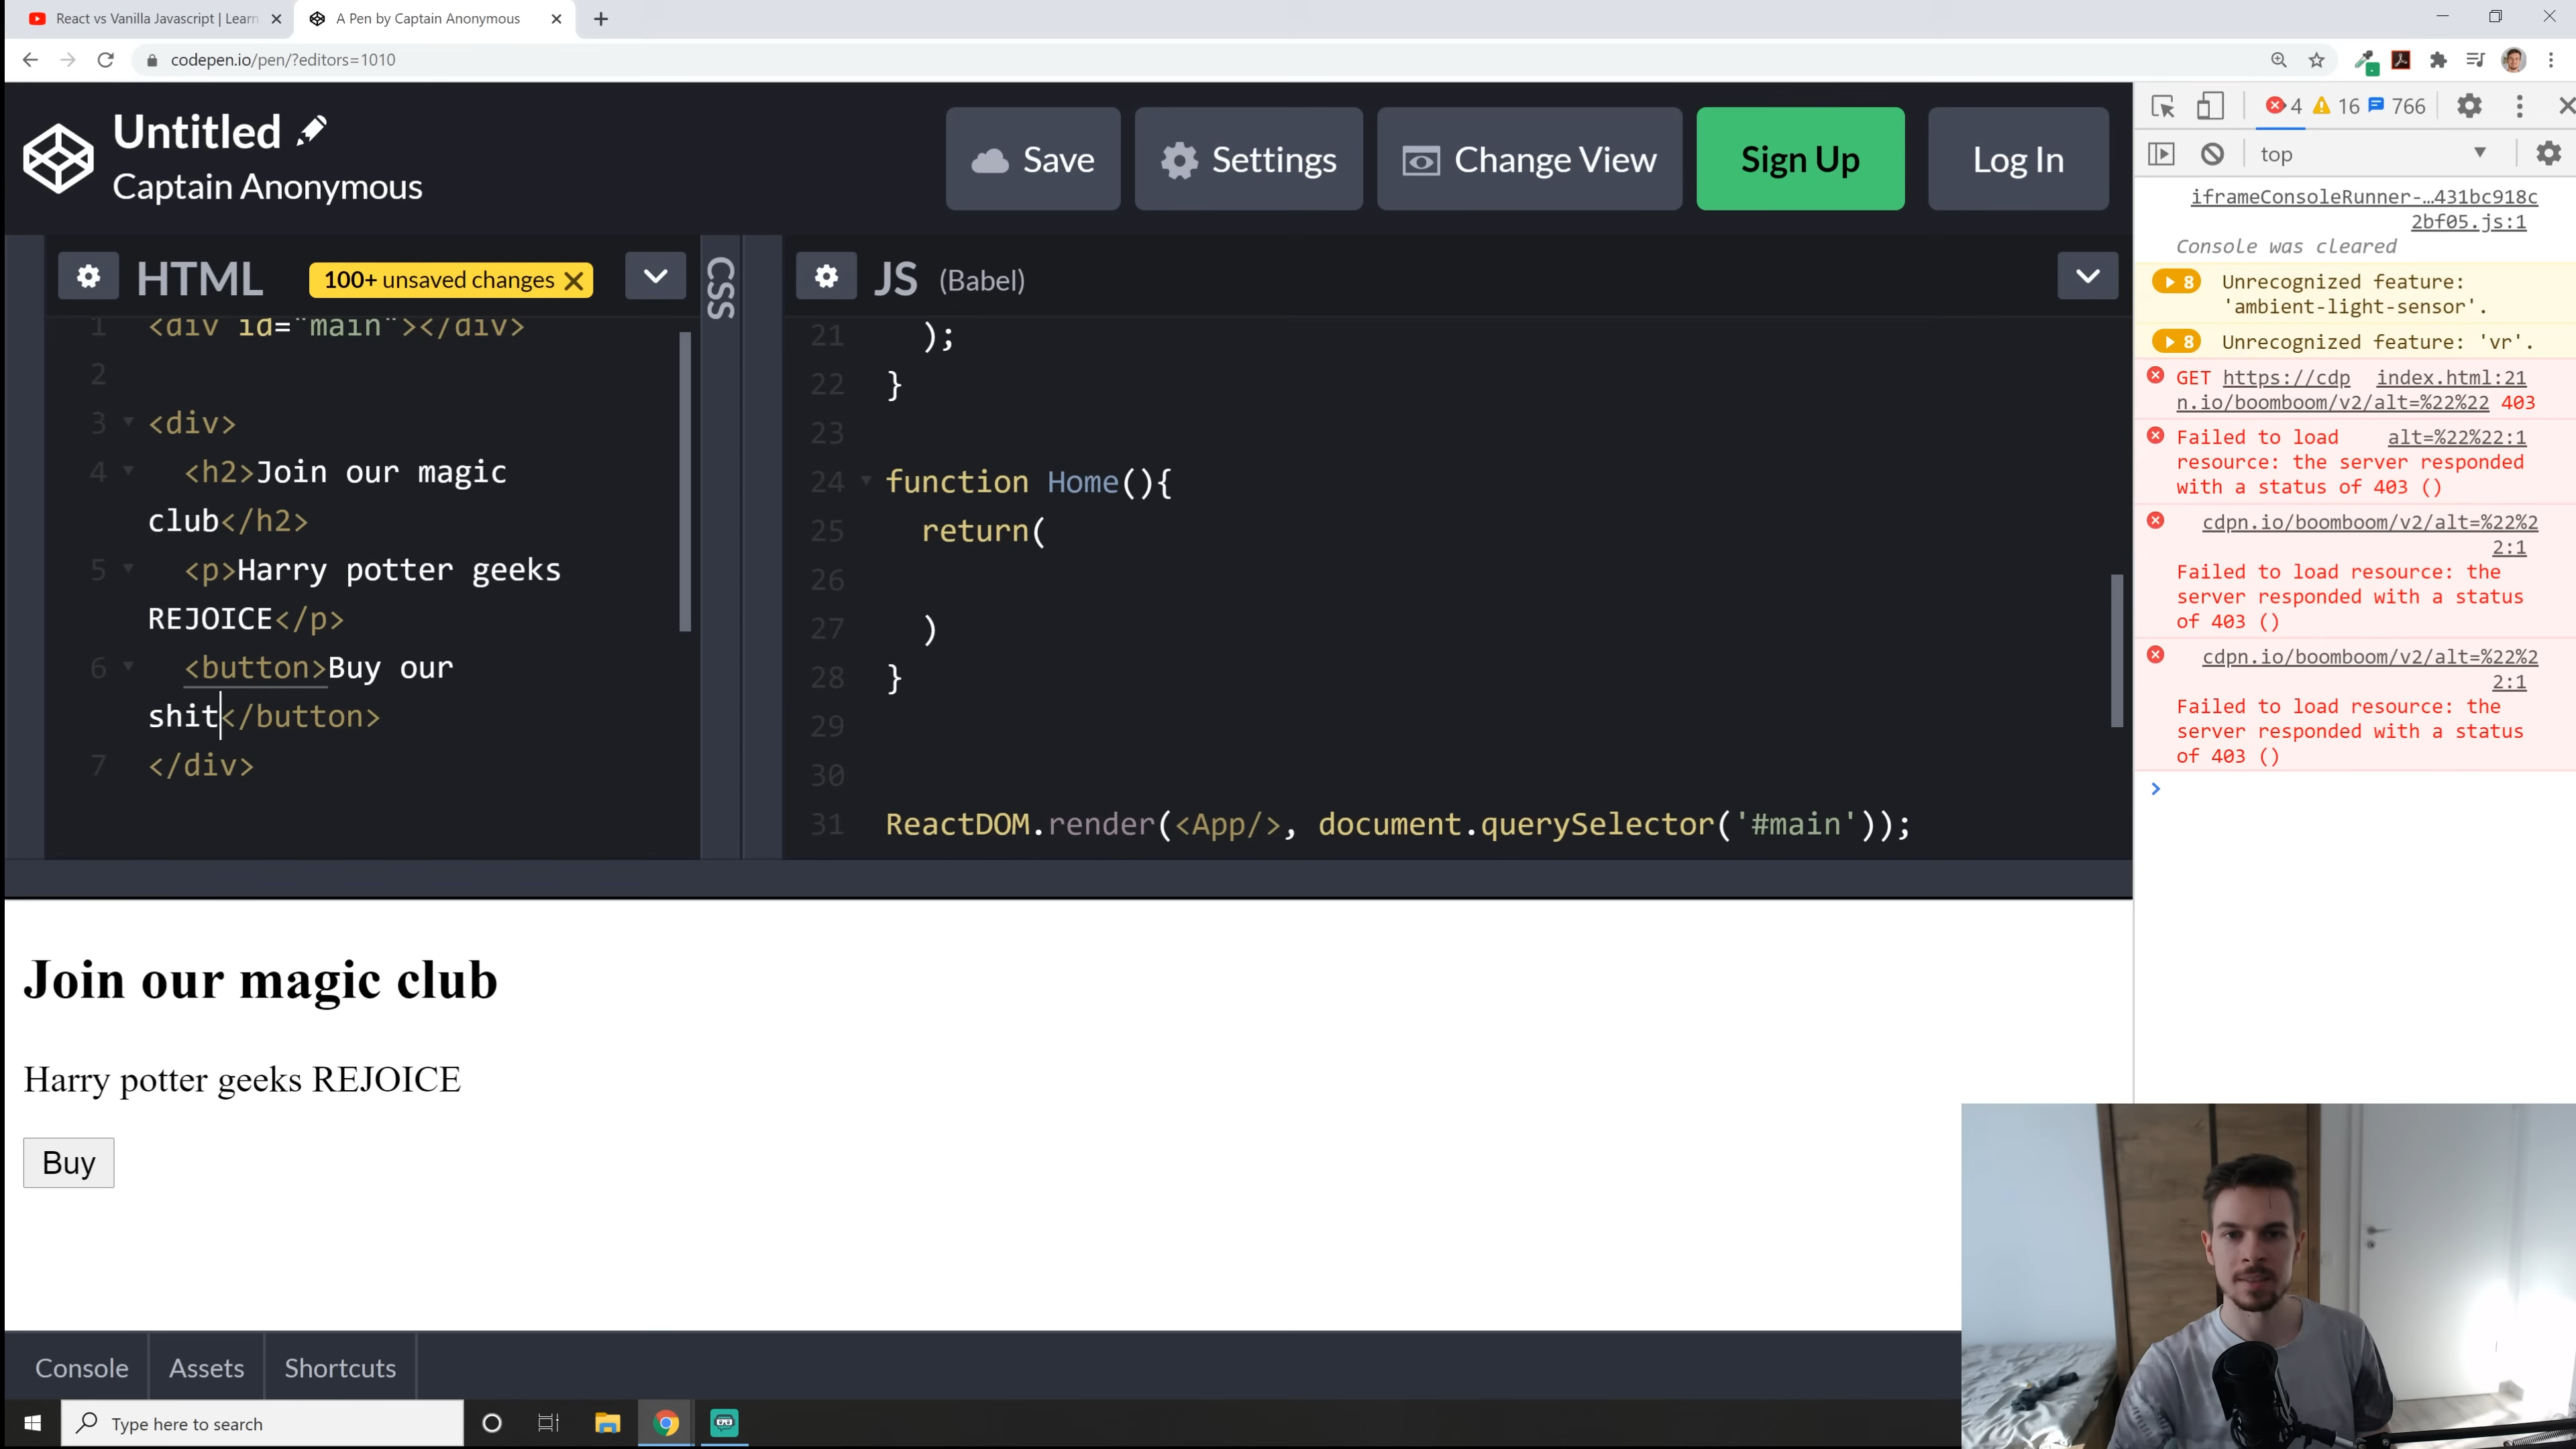 React vs Vanilla Javascript | Learn
A Pen by Captain Anonymous
codepen.io/pen/?editors=1010
Untitled
Captain Anonymous
Save
Settings
Change View
Sign Up
Log In
HTML
100+ unsaved changes
CSS
JS (Babel)
1 <div id="main"></div>
2
3 <div>
4 <h2>Join our magic
club</h2>
5 <p>Harry potter geeks
REJOICE</p>
6 <button>Buy our
shit</button>
7 </div>
21 );
22 }
23
24 function Home(){
25 return(
26
27 )
28 }
29
30
31 ReactDOM.render(<App/>, document.querySelector('#main'));
4 16 766
top
iframeConsoleRunner-…431bc918c
2bf05.js:1
Console was cleared
8 Unrecognized feature:
'ambient-light-sensor'.
8 Unrecognized feature: 'vr'.
GET https://cdp index.html:21
n.io/boomboom/v2/alt=%22%22 403
Failed to load alt=%22%22:1
resource: the server responded
with a status of 403 ()
cdpn.io/boomboom/v2/alt=%22%2
2:1
Failed to load resource: the
server responded with a status
of 403 ()
cdpn.io/boomboom/v2/alt=%22%2
2:1
Failed to load resource: the
server responded with a status
of 403 ()
Join our magic club
Harry potter geeks REJOICE
Buy
Console
Assets
Shortcuts
Type here to search